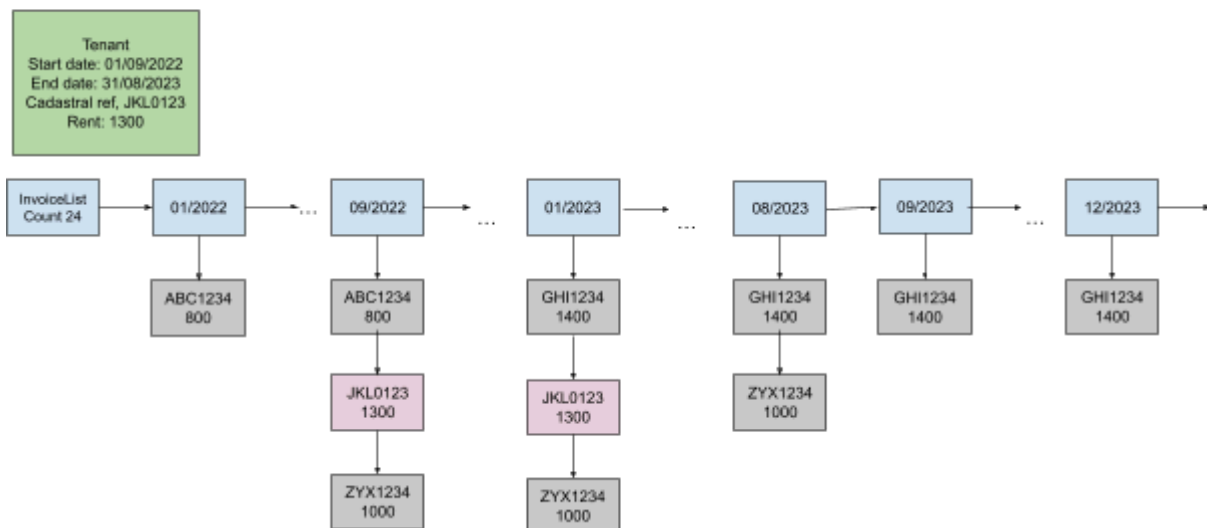 Tenant
Start date: 01/09/2022
End date: 31/08/2023
Cadastral ref, JKL0123
Rent: 1300
InvoiceList
Count 24
01/2022
...
09/2022
...
01/2023
...
08/2023
09/2023
...
12/2023
ABC1234
800
ABC1234
800
GHI1234
1400
GHI1234
1400
GHI1234
1400
GHI1234
1400
JKL0123
1300
JKL0123
1300
ZYX1234
1000
ZYX1234
1000
ZYX1234
1000